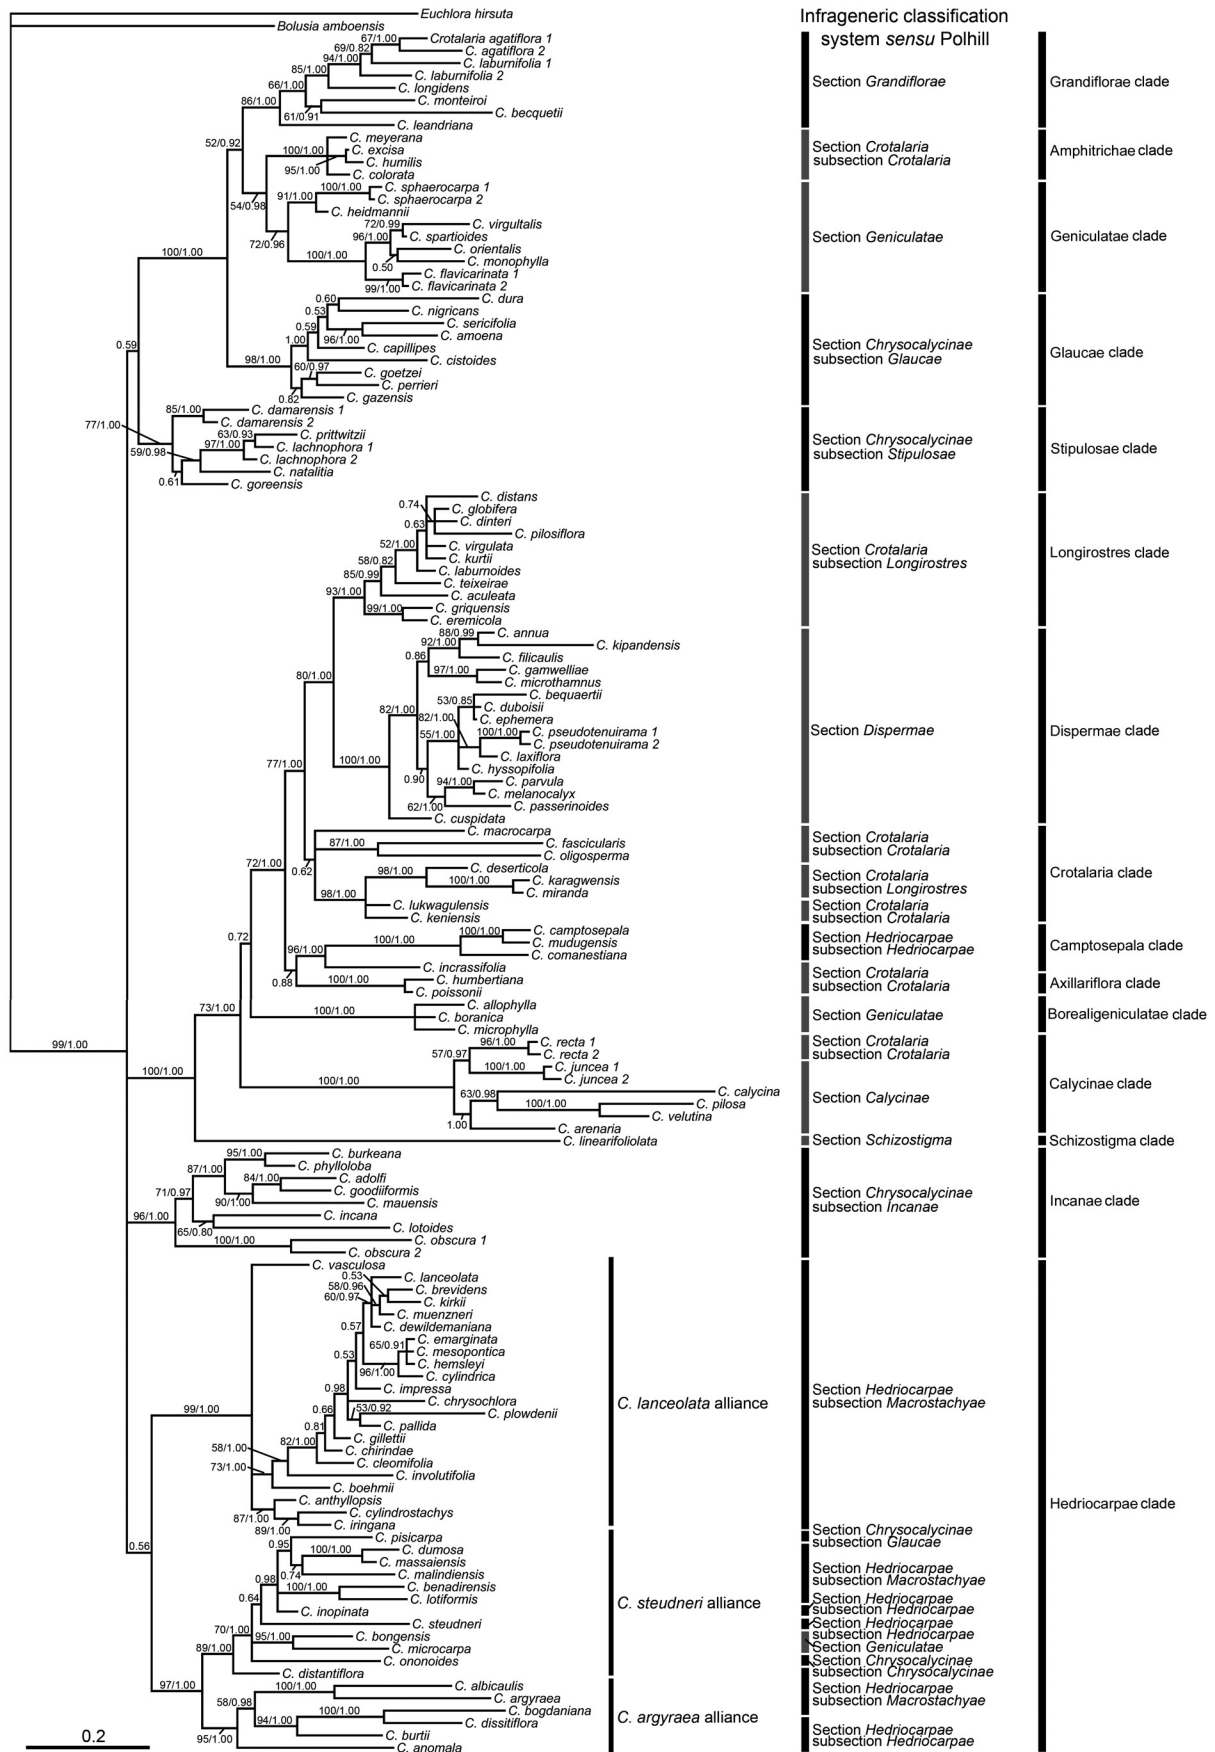 Euchlora hirsuta
Bolusia amboensis
Infrageneric classification
system sensu Polhill
67/1.00 Crotalaria agatiflora 1
69/0.82 C. agatiflora 2
94/1.00 C. laburnifolia 1
85/1.00 C. laburnifolia 2
66/1.00 C. longidens
Section Grandiflorae
Grandiflorae clade
86/1.00 C. monteiroi
61/0.91 C. becquetii
C. leandriana
52/0.92 C. meyerana
100/1.00 C. excisa
Section Crotalaria
subsection Crotalaria
Amphitrichae clade
C. humilis
95/1.00 C. colorata
100/1.00 C. sphaerocarpa 1
91/1.00 C. sphaerocarpa 2
54/0.98 C. heidmannii
72/0.99 C. virgultalis
96/1.00 C. spartioides
Section Geniculatae
Geniculatae clade
72/0.96 C. orientalis
100/1.00 C. monophylla
0.50 C. flavicarinata 1
99/1.00 C. flavicarinata 2
100/1.00
0.60 C. dura
0.53 C. nigricans
0.59 C. sericifolia
96/1.00 C. amoena
1.00 C. capillipes
Section Chrysocalycinae
subsection Glaucae
Glaucae clade
98/1.00 C. cistoides
60/0.97 C. goetzei
C. perrieri
0.82 C. gazensis
0.59
85/1.00 C. damarensis 1
C. damarensis 2
77/1.00
63/0.93 C. prittwitzii
97/1.00 C. lachnophora 1
59/0.98 C. lachnophora 2
Section Chrysocalycinae
subsection Stipulosae
Stipulosae clade
C. natalitia
0.61 C. goreensis
C. distans
0.74 C. globifera
C. dinteri
0.63 C. pilosiflora
52/1.00 C. virgulata
C. kurtii
58/0.82 C. laburnoides
Section Crotalaria
subsection Longirostres
Longirostres clade
85/0.99 C. teixeirae
93/1.00 C. aculeata
99/1.00 C. griquensis
C. eremicola
88/0.99 C. annua
92/1.00 C. kipandensis
0.86 C. filicaulis
97/1.00 C. gamwelliae
80/1.00 C. microthamnus
53/0.85 C. bequaertii
82/1.00 C. duboisii
82/1.00 C. ephemera
55/1.00 100/1.00 C. pseudotenuirama 1
C. pseudotenuirama 2
Section Dispermae
Dispermae clade
100/1.00 C. laxiflora
77/1.00 C. hyssopifolia
0.90 94/1.00 C. parvula
C. melanocalyx
62/1.00 C. passerinoides
C. cuspidata
C. macrocarpa
87/1.00 C. fascicularis
C. oligosperma
Section Crotalaria
subsection Crotalaria
72/1.00
0.62
98/1.00 C. deserticola
100/1.00 C. karagwensis
C. miranda
Section Crotalaria
subsection Longirostres
Crotalaria clade
98/1.00 C. lukwagulensis
C. keniensis
Section Crotalaria
subsection Crotalaria
0.72
100/1.00 C. camptosepala
100/1.00 C. mudugensis
96/1.00 C. comanestiana
Section Hedriocarpae
subsection Hedriocarpae
Camptosepala clade
C. incrassifolia
0.88 100/1.00 C. humbertiana
C. poissonii
Section Crotalaria
subsection Crotalaria
Axillariflora clade
73/1.00 C. allophylla
100/1.00 C. boranica
C. microphylla
Section Geniculatae
Borealigeniculatae clade
99/1.00
96/1.00 C. recta 1
57/0.97 C. recta 2
Section Crotalaria
subsection Crotalaria
100/1.00 C. juncea 1
100/1.00 C. juncea 2
100/1.00
63/0.98 C. calycina
100/1.00 C. pilosa
C. velutina
1.00 C. arenaria
Section Calycinae
Calycinae clade
C. linearifoliolata
Section Schizostigma
Schizostigma clade
95/1.00 C. burkeana
87/1.00 C. phylloloba
84/1.00 C. adolfi
71/0.97 C. goodiiformis
90/1.00 C. mauensis
Section Chrysocalycinae
subsection Incanae
Incanae clade
96/1.00 C. incana
65/0.80 C. lotoides
100/1.00 C. obscura 1
C. obscura 2
C. vasculosa
0.53 C. lanceolata
58/0.96 C. brevidens
60/0.97 C. kirkii
C. muenzneri
0.57 C. dewildemaniana
65/0.91 C. emarginata
0.53 C. mesopontica
C. hemsleyi
96/1.00 C. cylindrica
0.98 C. impressa
C. chrysochlora
C. lanceolata alliance
Section Hedriocarpae
subsection Macrostachyae
99/1.00 0.66 53/0.92 C. plowdenii
0.81 C. pallida
C. gillettii
82/1.00 C. chirindae
58/1.00 C. cleomifolia
73/1.00 C. involutifolia
C. boehmii
C. anthyllopsis
Hedriocarpae clade
87/1.00 C. cylindrostachys
89/1.00 C. iringana
Section Chrysocalycinae
subsection Glaucae
0.56 0.95 C. pisicarpa
100/1.00 C. dumosa
C. massaiensis
0.74 C. malindiensis
Section Hedriocarpae
subsection Macrostachyae
0.98 100/1.00 C. benadirensis
C. lotiformis
C. steudneri alliance
Section Hedriocarpae
subsection Hedriocarpae
0.64 C. inopinata
C. steudneri
Section Hedriocarpae
subsection Hedriocarpae
70/1.00 95/1.00 C. bongensis
C. microcarpa
Section Geniculatae
89/1.00 C. ononoides
Section Chrysocalycinae
subsection Chrysocalycinae
C. distantiflora
97/1.00 100/1.00 C. albicaulis
58/0.98 C. argyraea
Section Hedriocarpae
subsection Macrostachyae
100/1.00 C. bogdaniana
94/1.00 C. dissitiflora
C. argyraea alliance
C. burtii
95/1.00 C. anomala
Section Hedriocarpae
subsection Hedriocarpae
0.2